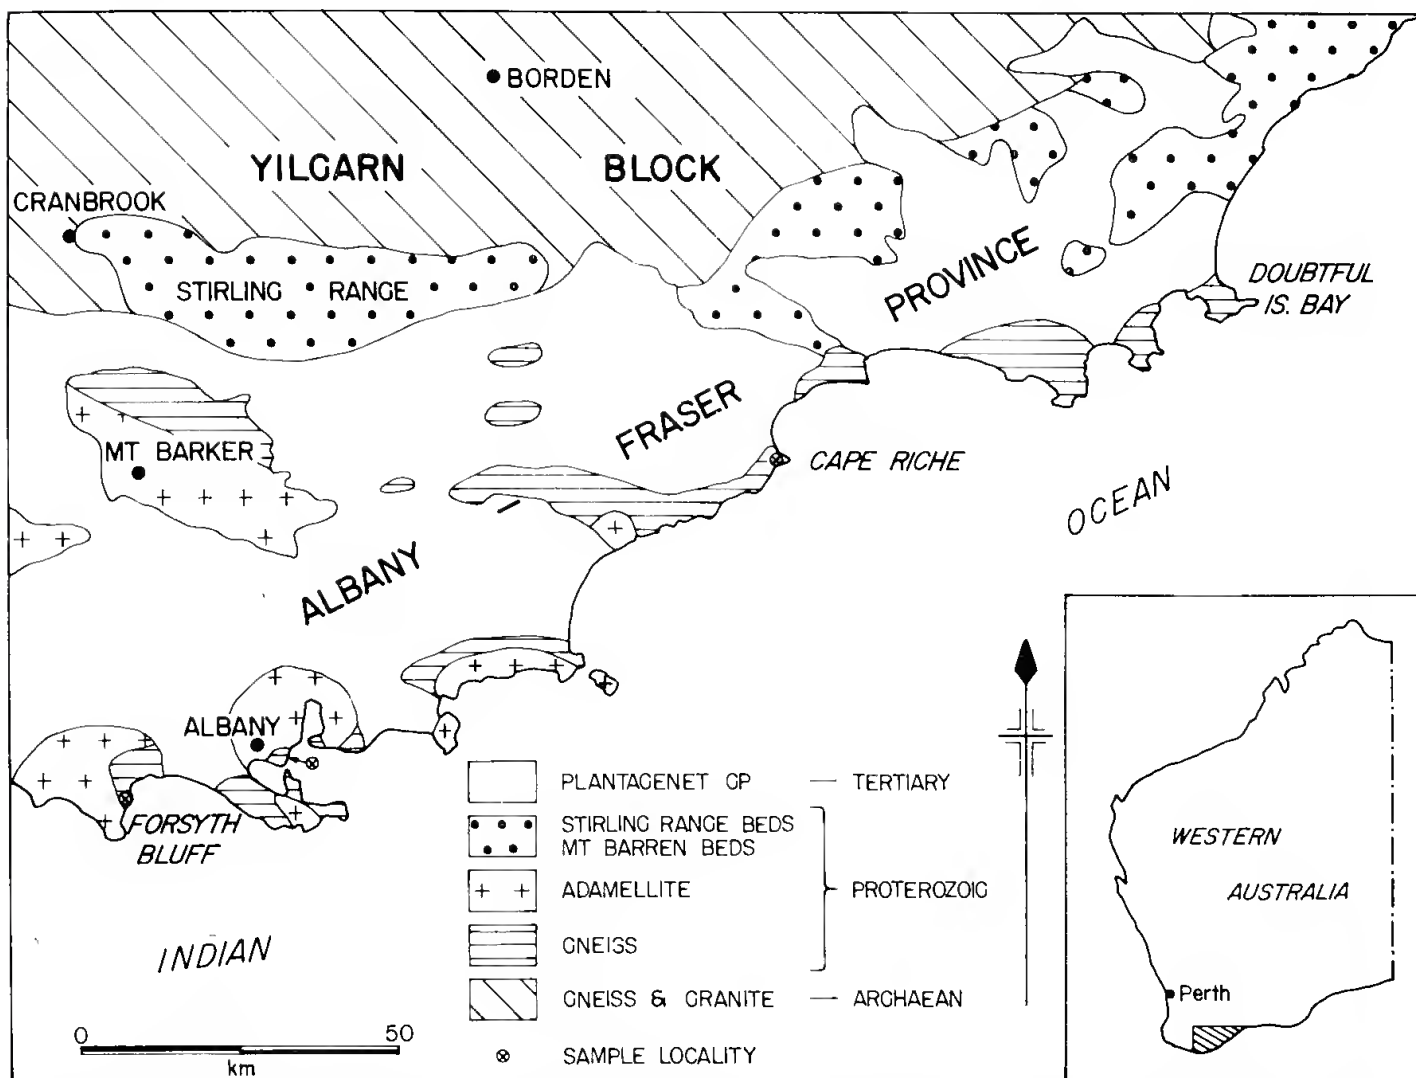 BORDEN
YILGARN BLOCK
CRANBROOK
STIRLING RANGE
PROVINCE
DOUBTFUL
IS. BAY
FRASER
MT BARKER
CAPE RICHE
OCEAN
ALBANY
ALBANY
FORSYTH
BLUFF
INDIAN
PLANTAGENET GP — TERTIARY
STIRLING RANGE BEDS
MT BARREN BEDS
ADAMELLITE
PROTEROZOIC
GNEISS
GNEISS & GRANITE — ARCHAEAN
SAMPLE LOCALITY
0 50
km
WESTERN
AUSTRALIA
Perth